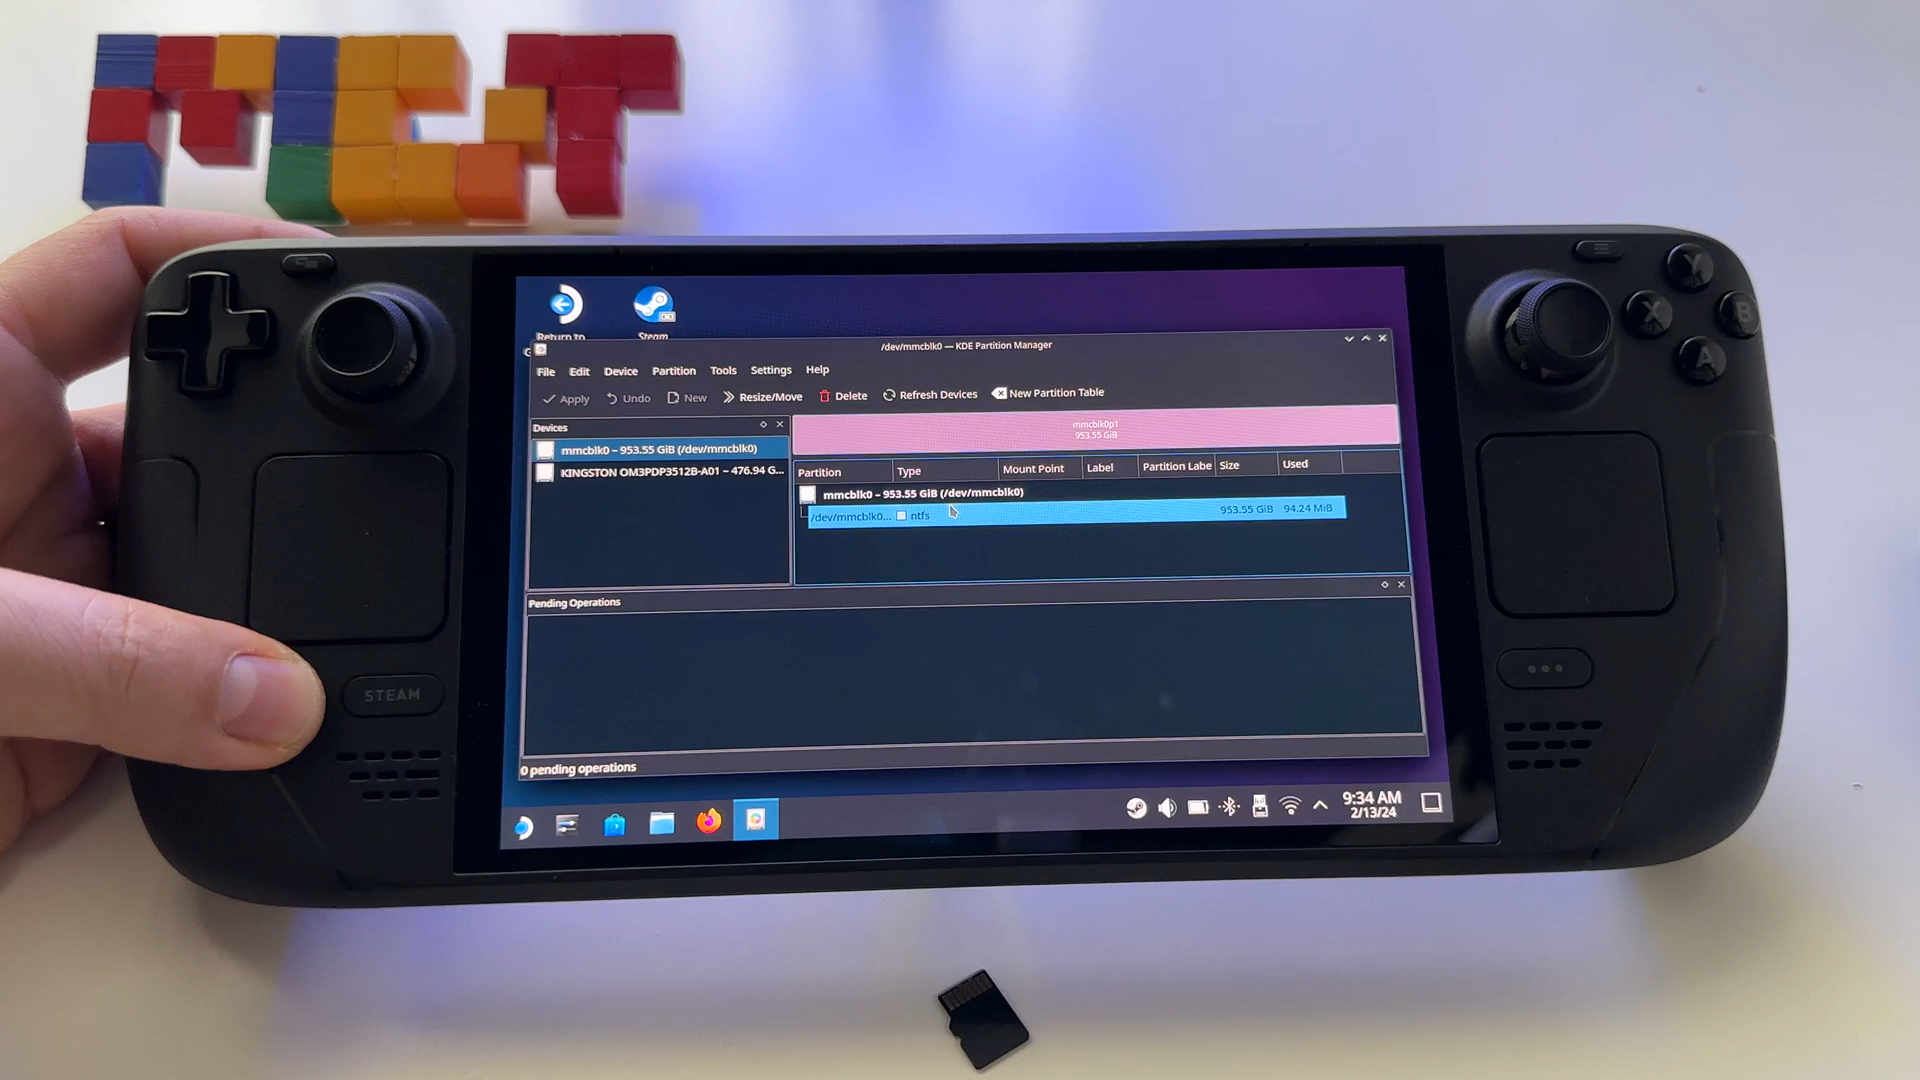 Return to
Steam
/dev/mmcblk0 — KDE Partition Manager
File Edit Device Partition Tools Settings Help
Apply Undo New Resize/Move Delete Refresh Devices New Partition Table
Devices
mmcblk0 – 953.55 GiB (/dev/mmcblk0)
KINGSTON OM3PDP3512B-A01 – 476.94 G...
mmcblk0p1
953.55 GiB
Partition Type Mount Point Label Partition Labe Size Used
mmcblk0 – 953.55 GiB (/dev/mmcblk0)
/dev/mmcblk0... ntfs 953.55 GiB 94.24 MiB
Pending Operations
0 pending operations
9:34 AM
2/13/24
STEAM
Y
X
B
A